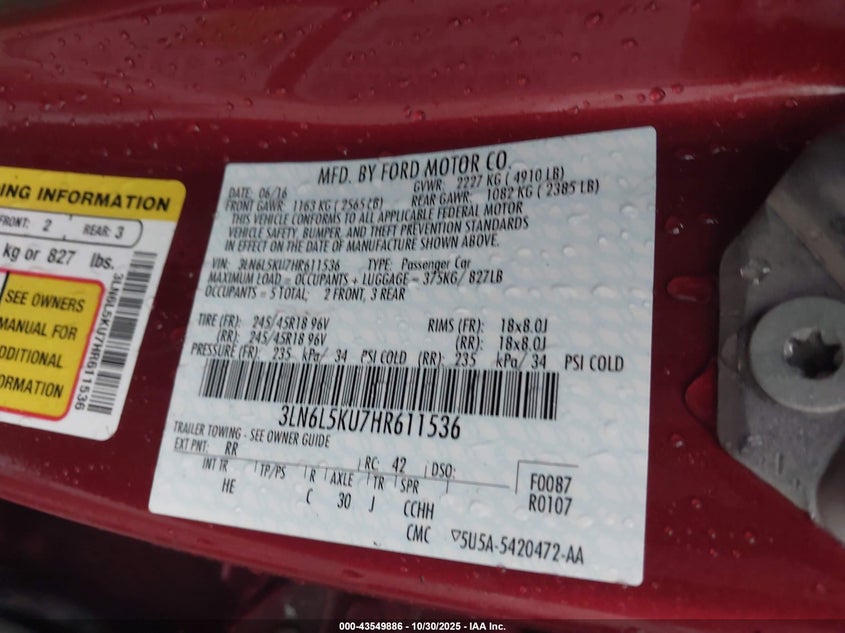 ING INFORMATION
FRONT: 2 REAR: 3
kg or 827 lbs.
SEE OWNERS
MANUAL FOR
ADDITIONAL
INFORMATION
3LN6L5KU7HR611536
MFD. BY FORD MOTOR CO.
DATE: 06/16 GVWR: 2227 KG ( 4910 LB)
FRONT GAWR: 1163 KG ( 2565 LB) REAR GAWR: 1082 KG ( 2385 LB)
THIS VEHICLE CONFORMS TO ALL APPLICABLE FEDERAL MOTOR
VEHICLE SAFETY, BUMPER, AND THEFT PREVENTION STANDARDS
IN EFFECT ON THE DATE OF MANUFACTURE SHOWN ABOVE.
VIN: 3LN6L5KU7HR611536 TYPE: Passenger Car
MAXIMUM LOAD = OCCUPANTS + LUGGAGE = 375KG/ 827LB
OCCUPANTS = 5 TOTAL; 2 FRONT, 3 REAR
TIRE (FR): 245/45R18 96V RIMS (FR): 18x8.0J
(RR): 245/45R18 96V (RR): 18x8.0J
PRESSURE (FR): 235 kPa/ 34 PSI COLD (RR): 235 kPa/ 34 PSI COLD
3LN6L5KU7HR611536
TRAILER TOWING - SEE OWNER GUIDE
EXT PNT: RR RC: 42 DSO: F0087
INT TR TP/PS R AXLE TR SPR R0107
HE C 30 J CCHH
CMC ▽5U5A-5420472-AA
000-43549886 - 10/30/2025 - IAA Inc.